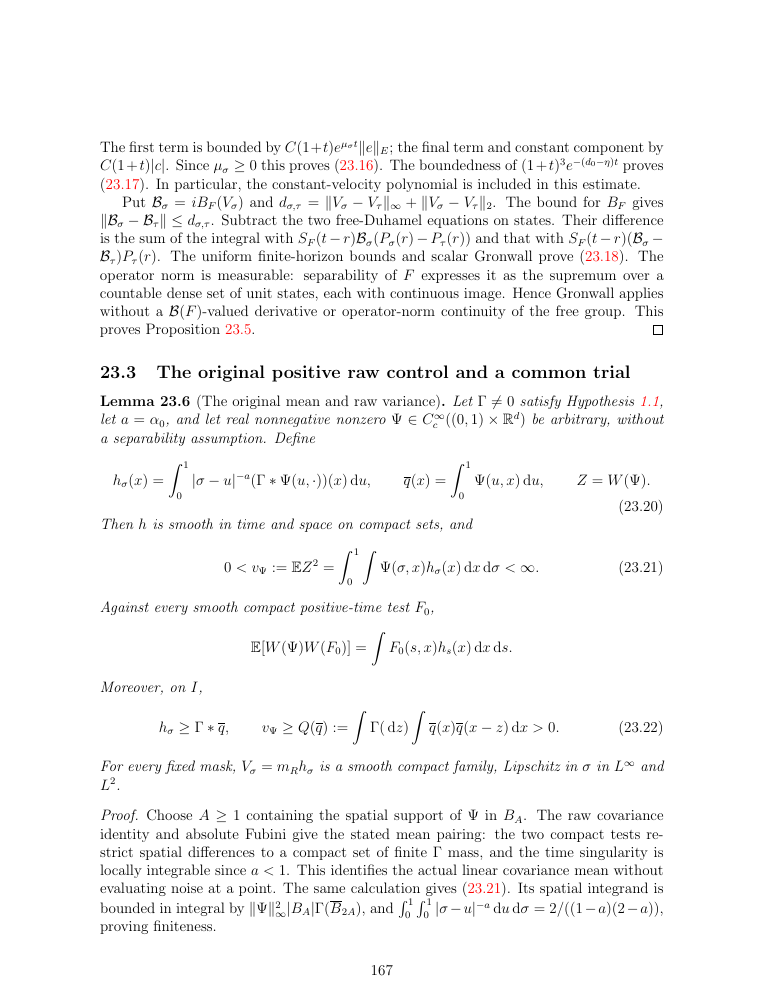 The first term is bounded by C(1+t)e^{μ_σ t}‖e‖_E; the final term and constant component by
C(1+t)|c|. Since μ_σ ≥ 0 this proves (23.16). The boundedness of (1+t)^3e^{−(d_0−η)t} proves
(23.17). In particular, the constant-velocity polynomial is included in this estimate.
Put 𝓑_σ = iB_F(V_σ) and d_{σ,τ} = ‖V_σ − V_τ‖_∞ + ‖V_σ − V_τ‖_2. The bound for B_F gives
‖𝓑_σ − 𝓑_τ‖ ≤ d_{σ,τ}. Subtract the two free-Duhamel equations on states. Their difference
is the sum of the integral with S_F(t−r)𝓑_σ(P_σ(r)−P_τ(r)) and that with S_F(t−r)(𝓑_σ−
𝓑_τ)P_τ(r). The uniform finite-horizon bounds and scalar Gronwall prove (23.18). The
operator norm is measurable: separability of F expresses it as the supremum over a
countable dense set of unit states, each with continuous image. Hence Gronwall applies
without a 𝓑(F)-valued derivative or operator-norm continuity of the free group. This
proves Proposition 23.5. □
23.3 The original positive raw control and a common trial
Lemma 23.6 (The original mean and raw variance). Let Γ ≠ 0 satisfy Hypothesis 1.1,
let a = α_0, and let real nonnegative nonzero Ψ ∈ C_c^∞((0, 1) × ℝ^d) be arbitrary, without
a separability assumption. Define
h_σ(x) = ∫_0^1 |σ − u|^{−a}(Γ ∗ Ψ(u, ·))(x) du, q̅(x) = ∫_0^1 Ψ(u, x) du, Z = W(Ψ).
(23.20)
Then h is smooth in time and space on compact sets, and
0 < v_Ψ := 𝔼Z^2 = ∫_0^1 ∫ Ψ(σ, x)h_σ(x) dx dσ < ∞. (23.21)
Against every smooth compact positive-time test F_0,
𝔼[W(Ψ)W(F_0)] = ∫ F_0(s, x)h_s(x) dx ds.
Moreover, on I,
h_σ ≥ Γ ∗ q̅, v_Ψ ≥ Q(q̅) := ∫ Γ( dz) ∫ q̅(x)q̅(x − z) dx > 0. (23.22)
For every fixed mask, V_σ = m_R h_σ is a smooth compact family, Lipschitz in σ in L^∞ and
L^2.
Proof. Choose A ≥ 1 containing the spatial support of Ψ in B_A. The raw covariance
identity and absolute Fubini give the stated mean pairing: the two compact tests re-
strict spatial differences to a compact set of finite Γ mass, and the time singularity is
locally integrable since a < 1. This identifies the actual linear covariance mean without
evaluating noise at a point. The same calculation gives (23.21). Its spatial integrand is
bounded in integral by ‖Ψ‖_∞^2|B_A|Γ(B̅_{2A}), and ∫_0^1 ∫_0^1 |σ−u|^{−a} du dσ = 2/((1−a)(2−a)),
proving finiteness.
167